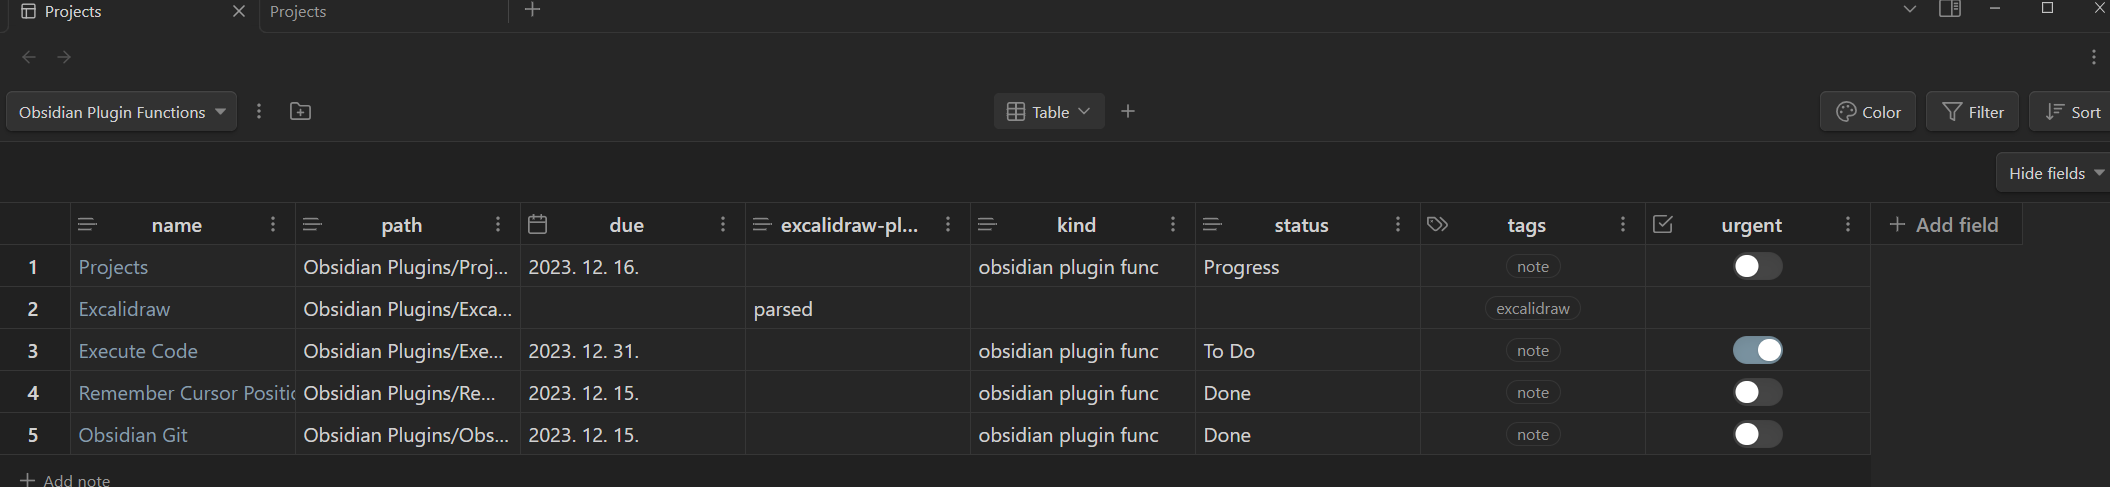 Projects Projects
Obsidian Plugin Functions Table Color Filter Sort
Hide fields
name path due excalidraw-pl... kind status tags urgent Add field
1 Projects Obsidian Plugins/Proj... 2023. 12. 16. obsidian plugin func Progress note
2 Excalidraw Obsidian Plugins/Exca... parsed excalidraw
3 Execute Code Obsidian Plugins/Exe... 2023. 12. 31. obsidian plugin func To Do note
4 Remember Cursor Positic Obsidian Plugins/Re... 2023. 12. 15. obsidian plugin func Done note
5 Obsidian Git Obsidian Plugins/Obs... 2023. 12. 15. obsidian plugin func Done note
Add note